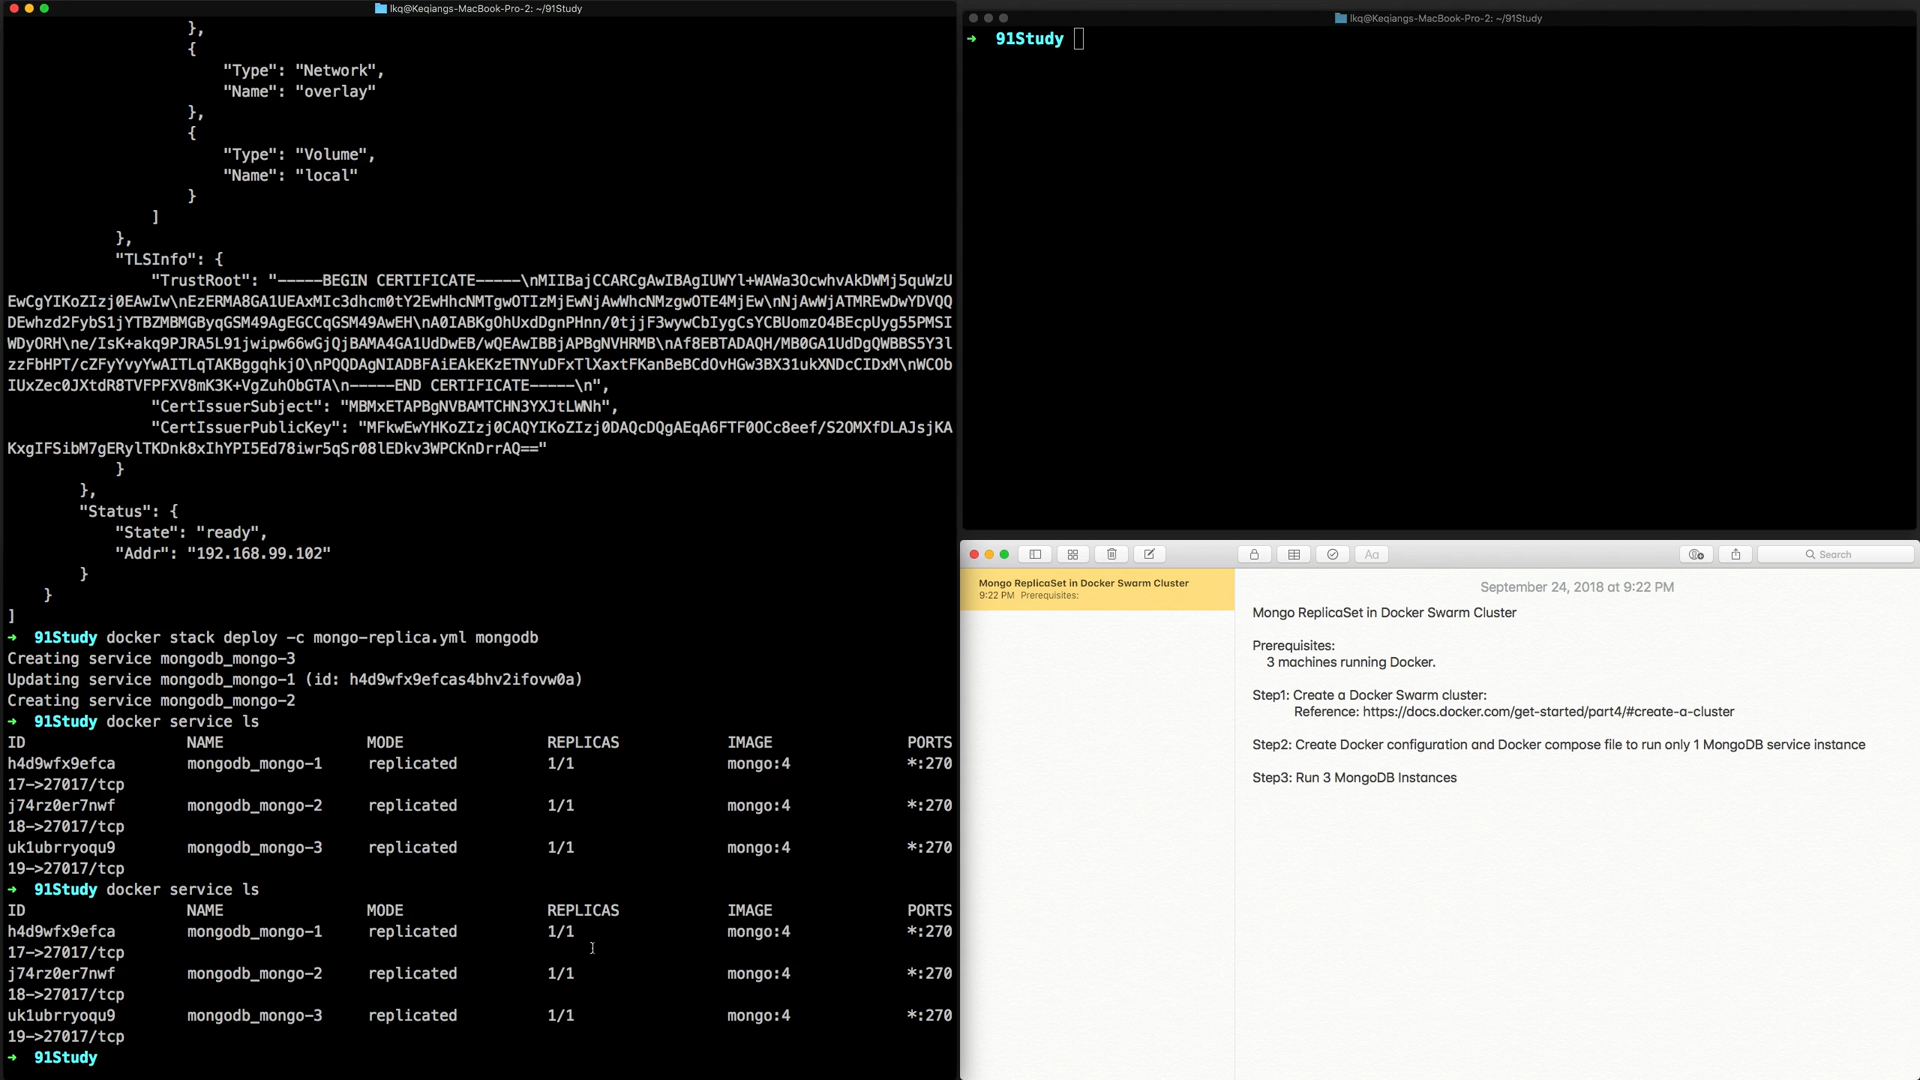 lkq@Keqiangs-MacBook-Pro-2: ~/91Study
},
{
"Type": "Network",
"Name": "overlay"
},
{
"Type": "Volume",
"Name": "local"
}
]
},
"TLSInfo": {
"TrustRoot": "-----BEGIN CERTIFICATE-----\nMIIBajCCARCgAwIBAgIUWYl+WAWa3OcwhvAkDWMj5quWzU
EwCgYIKoZIzj0EAwIw\nEzERMA8GA1UEAxMIc3dhcm0tY2EwHhcNMTgwOTIzMjEwNjAwWhcNMzgwOTE4MjEw\nNjAwWjATMREwDwYDVQQ
DEwhzd2FybS1jYTBZMBMGByqGSM49AgEGCCqGSM49AwEH\nA0IABKgOhUxdDgnPHnn/0tjjF3wywCbIygCsYCBUomzO4BEcpUyg55PMSI
WDyORH\ne/IsK+akq9PJRA5L91jwipw66wGjQjBAMA4GA1UdDwEB/wQEAwIBBjAPBgNVHRMB\nAf8EBTADAQH/MB0GA1UdDgQWBBS5Y3l
zzFbHPT/cZFyYvyYwAITLqTAKBggqhkjO\nPQQDAgNIADBFAiEAkEKzETNYuDFxTlXaxtFKanBeBCdOvHGw3BX31ukXNDcCIDxM\nWCOb
IUxZec0JXtdR8TVFPFXV8mK3K+VgZuhObGTA\n-----END CERTIFICATE-----\n",
"CertIssuerSubject": "MBMxETAPBgNVBAMTCHN3YXJtLWNh",
"CertIssuerPublicKey": "MFkwEwYHKoZIzj0CAQYIKoZIzj0DAQcDQgAEqA6FTF0OCc8eef/S2OMXfDLAJsjKA
KxgIFSibM7gERylTKDnk8xIhYPI5Ed78iwr5qSr08lEDkv3WPCKnDrrAQ=="
}
},
"Status": {
"State": "ready",
"Addr": "192.168.99.102"
}
}
]
➜ 91Study docker stack deploy -c mongo-replica.yml mongodb
Creating service mongodb_mongo-3
Updating service mongodb_mongo-1 (id: h4d9wfx9efcas4bhv2ifovw0a)
Creating service mongodb_mongo-2
➜ 91Study docker service ls
ID NAME MODE REPLICAS IMAGE PORTS
h4d9wfx9efca mongodb_mongo-1 replicated 1/1 mongo:4 *:270
17->27017/tcp
j74rz0er7nwf mongodb_mongo-2 replicated 1/1 mongo:4 *:270
18->27017/tcp
uk1ubrryoqu9 mongodb_mongo-3 replicated 1/1 mongo:4 *:270
19->27017/tcp
➜ 91Study docker service ls
ID NAME MODE REPLICAS IMAGE PORTS
h4d9wfx9efca mongodb_mongo-1 replicated 1/1 mongo:4 *:270
17->27017/tcp
j74rz0er7nwf mongodb_mongo-2 replicated 1/1 mongo:4 *:270
18->27017/tcp
uk1ubrryoqu9 mongodb_mongo-3 replicated 1/1 mongo:4 *:270
19->27017/tcp
➜ 91Study
lkq@Keqiangs-MacBook-Pro-2: ~/91Study
➜ 91Study
Aa
Search
Mongo ReplicaSet in Docker Swarm Cluster
9:22 PM Prerequisites:
September 24, 2018 at 9:22 PM
Mongo ReplicaSet in Docker Swarm Cluster
Prerequisites:
3 machines running Docker.
Step1: Create a Docker Swarm cluster:
Reference: https://docs.docker.com/get-started/part4/#create-a-cluster
Step2: Create Docker configuration and Docker compose file to run only 1 MongoDB service instance
Step3: Run 3 MongoDB Instances